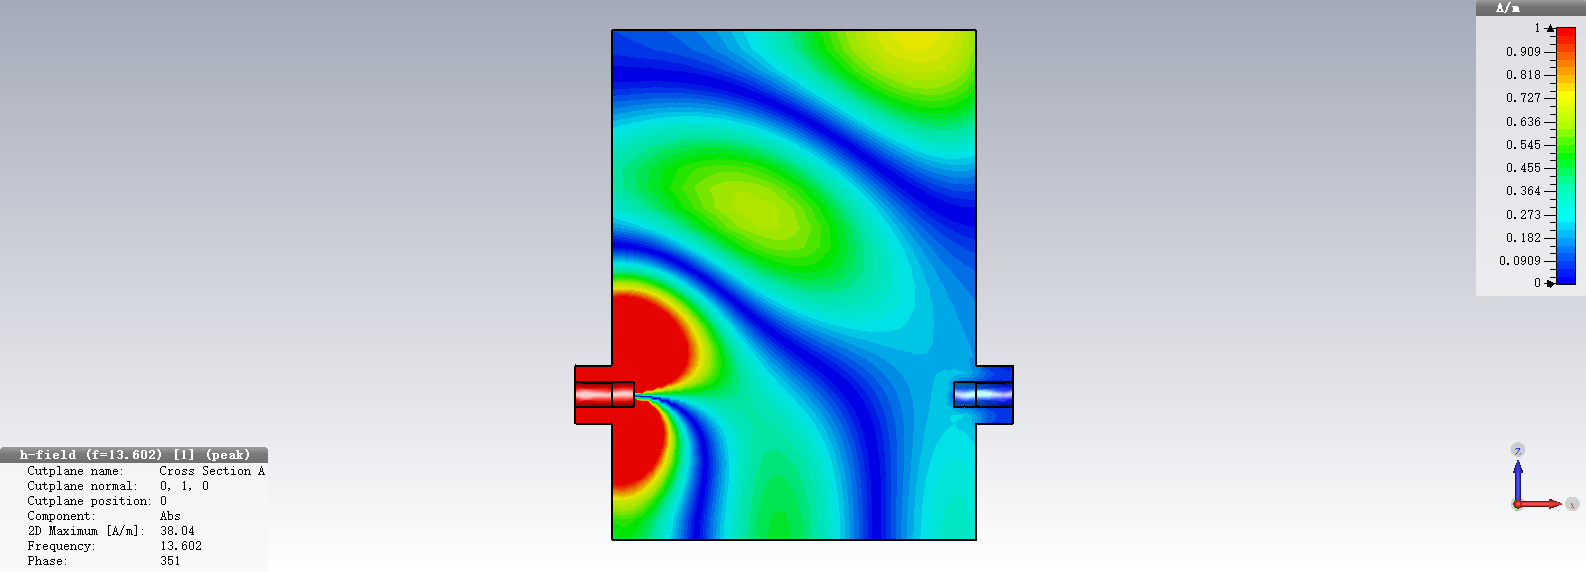 A/m
1
0.909
0.818
0.727
0.636
0.545
0.455
0.364
0.273
0.182
0.0909
0
h-field (f=13.602) [1] (peak)
Cutplane name: Cross Section A
Cutplane normal: 0, 1, 0
Cutplane position: 0
Component: Abs
2D Maximum [A/m]: 38.04
Frequency: 13.602
Phase: 351
z
x